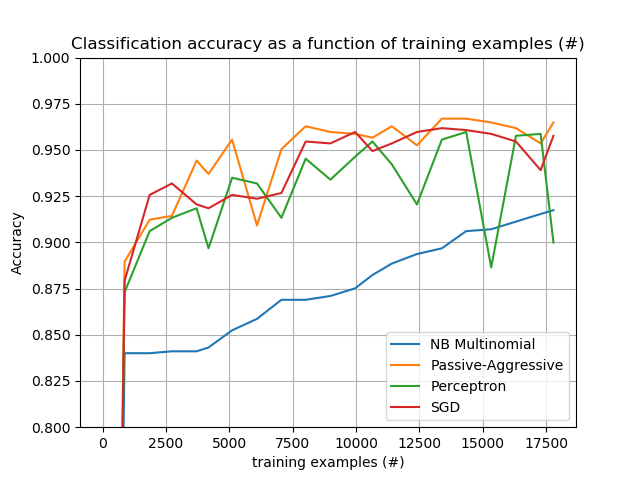 Classification accuracy as a function of training examples (#)
1.000
0.975
0.950
0.925
0.900
0.875
0.850
0.825
0.800
Accuracy
NB Multinomial
Passive-Aggressive
Perceptron
SGD
0 2500 5000 7500 10000 12500 15000 17500
training examples (#)